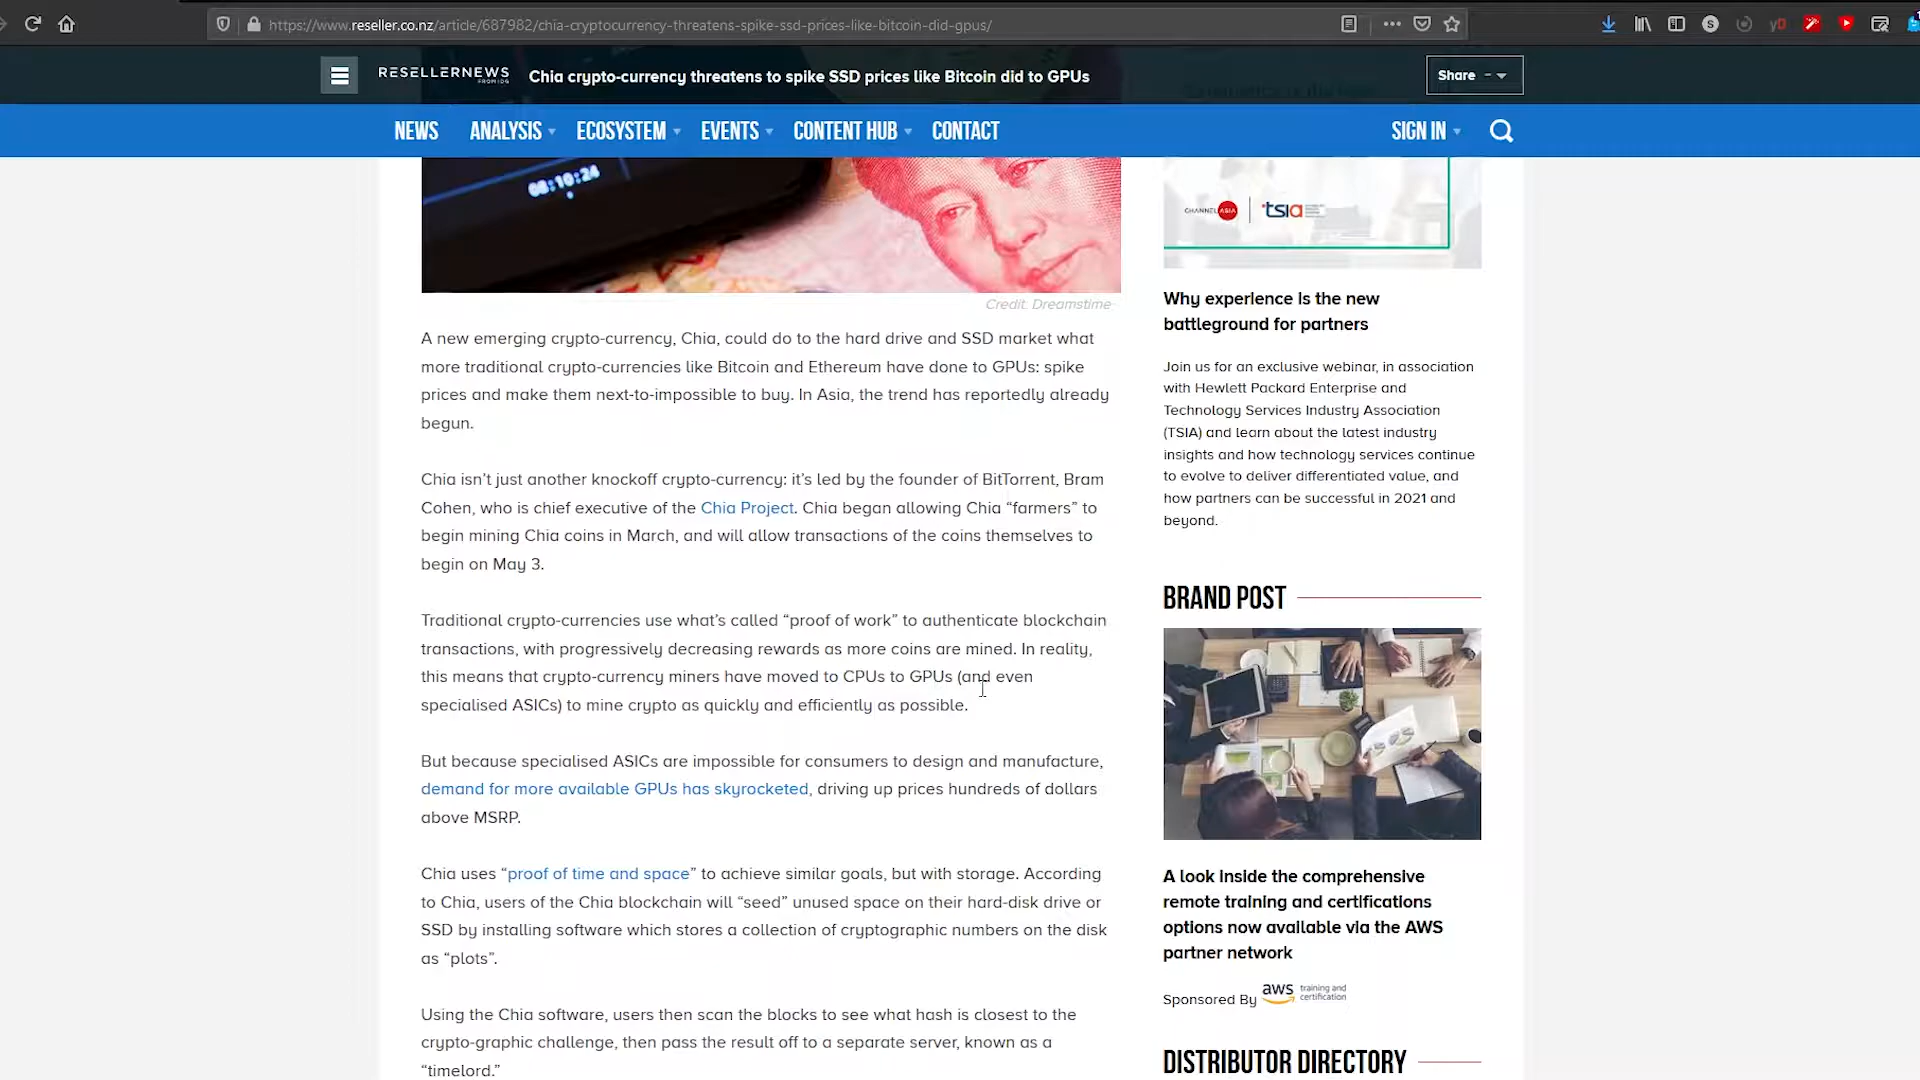 https://www.reseller.co.nz/article/687982/chia-cryptocurrency-threatens-spike-ssd-prices-like-bitcoin-did-gpus/
RESELLERNEWS
FROM IDG
Chia crypto-currency threatens to spike SSD prices like Bitcoin did to GPUs
Share
NEWS ANALYSIS ECOSYSTEM EVENTS CONTENT HUB CONTACT SIGN IN
08:10:24
CHANNEL ASIA tsia
Credit: Dreamstime
A new emerging crypto-currency, Chia, could do to the hard drive and SSD market what
more traditional crypto-currencies like Bitcoin and Ethereum have done to GPUs: spike
prices and make them next-to-impossible to buy. In Asia, the trend has reportedly already
begun.
Chia isn’t just another knockoff crypto-currency: it’s led by the founder of BitTorrent, Bram
Cohen, who is chief executive of the Chia Project. Chia began allowing Chia “farmers” to
begin mining Chia coins in March, and will allow transactions of the coins themselves to
begin on May 3.
Traditional crypto-currencies use what’s called “proof of work” to authenticate blockchain
transactions, with progressively decreasing rewards as more coins are mined. In reality,
this means that crypto-currency miners have moved to CPUs to GPUs (and even
specialised ASICs) to mine crypto as quickly and efficiently as possible.
But because specialised ASICs are impossible for consumers to design and manufacture,
demand for more available GPUs has skyrocketed, driving up prices hundreds of dollars
above MSRP.
Chia uses “proof of time and space” to achieve similar goals, but with storage. According
to Chia, users of the Chia blockchain will “seed” unused space on their hard-disk drive or
SSD by installing software which stores a collection of cryptographic numbers on the disk
as “plots”.
Using the Chia software, users then scan the blocks to see what hash is closest to the
crypto-graphic challenge, then pass the result off to a separate server, known as a
“timelord.”
Why experience is the new
battleground for partners
Join us for an exclusive webinar, in association
with Hewlett Packard Enterprise and
Technology Services Industry Association
(TSIA) and learn about the latest industry
insights and how technology services continue
to evolve to deliver differentiated value, and
how partners can be successful in 2021 and
beyond.
BRAND POST
A look inside the comprehensive
remote training and certifications
options now available via the AWS
partner network
Sponsored By aws training and
certification
DISTRIBUTOR DIRECTORY